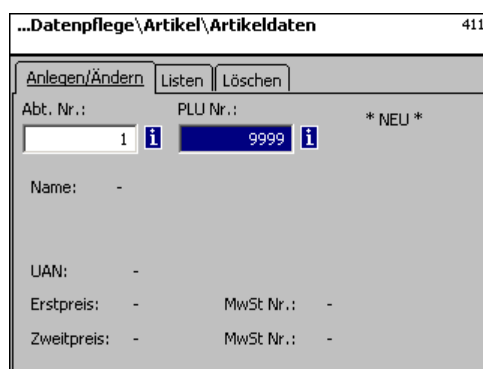 ...Datenpflege\Artikel\Artikeldaten 411
Anlegen/Ändern Listen Löschen
Abt. Nr.: PLU Nr.: * NEU *
1 i 9999 i
Name: -
UAN: -
Erstpreis: - MwSt Nr.: -
Zweitpreis: - MwSt Nr.: -